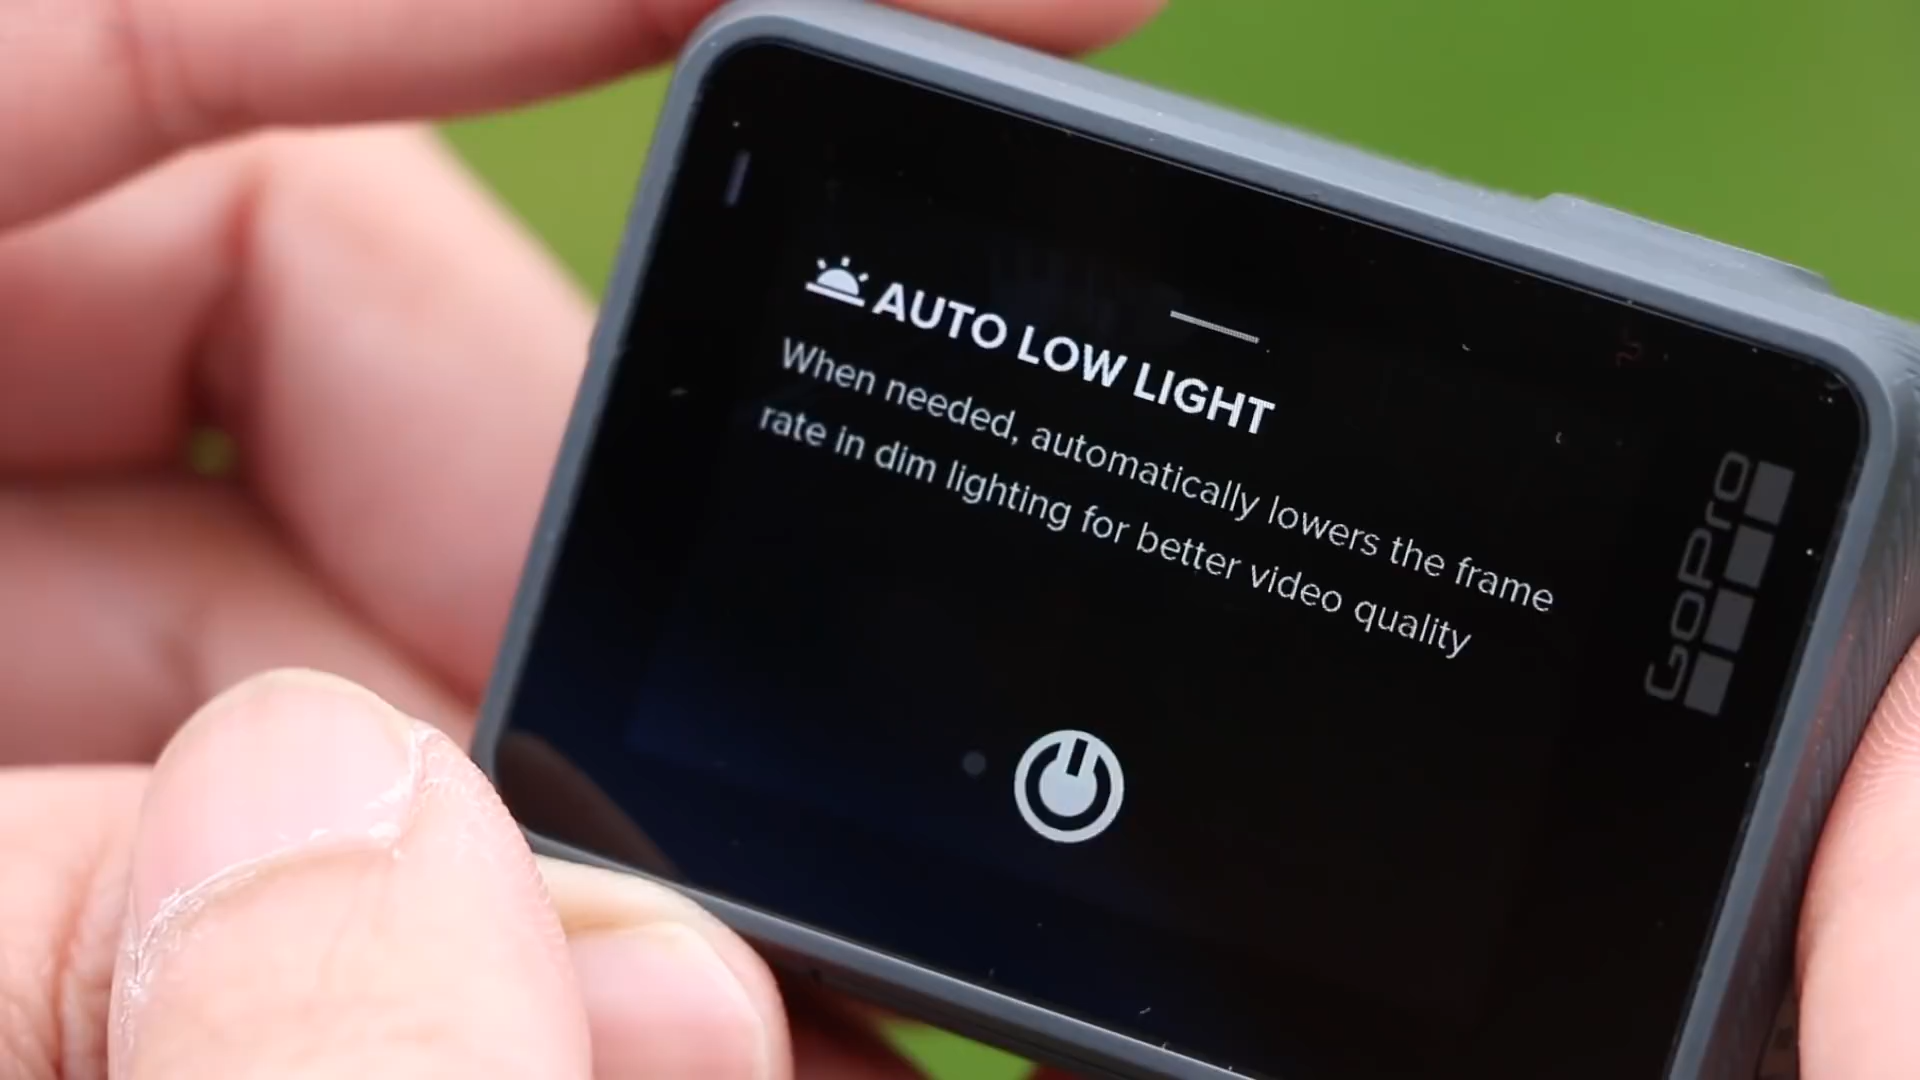 AUTO LOW LIGHT
When needed, automatically lowers the frame
rate in dim lighting for better video quality
GoPro